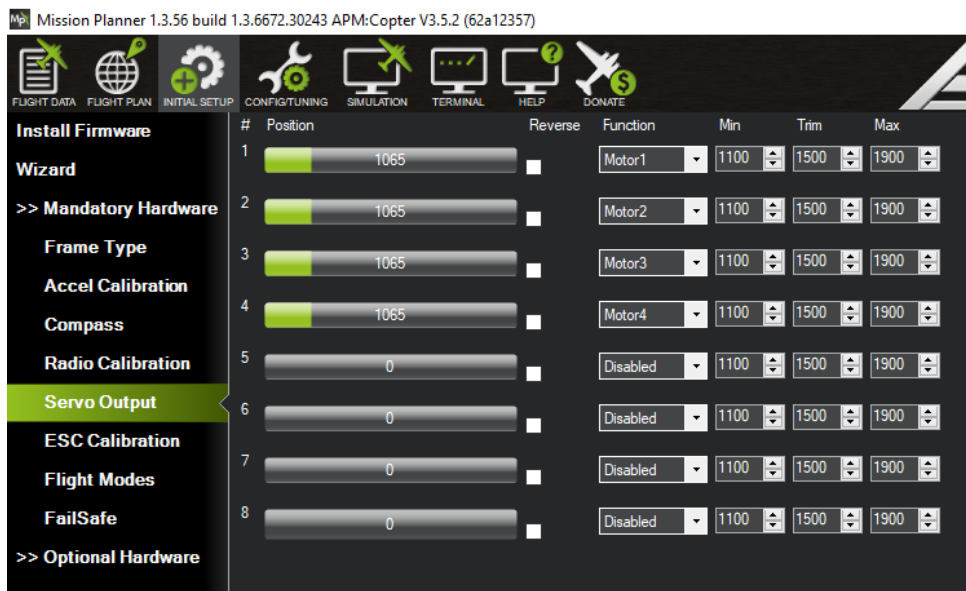 Mission Planner 1.3.56 build 1.3.6672.30243 APM:Copter V3.5.2 (62a12357)
FLIGHT DATA FLIGHT PLAN INITIAL SETUP CONFIG/TUNING SIMULATION TERMINAL HELP DONATE
Install Firmware
Wizard
>> Mandatory Hardware
Frame Type
Accel Calibration
Compass
Radio Calibration
Servo Output
ESC Calibration
Flight Modes
FailSafe
>> Optional Hardware
# Position Reverse Function Min Trim Max
1 1065 Motor1 1100 1500 1900
2 1065 Motor2 1100 1500 1900
3 1065 Motor3 1100 1500 1900
4 1065 Motor4 1100 1500 1900
5 0 Disabled 1100 1500 1900
6 0 Disabled 1100 1500 1900
7 0 Disabled 1100 1500 1900
8 0 Disabled 1100 1500 1900